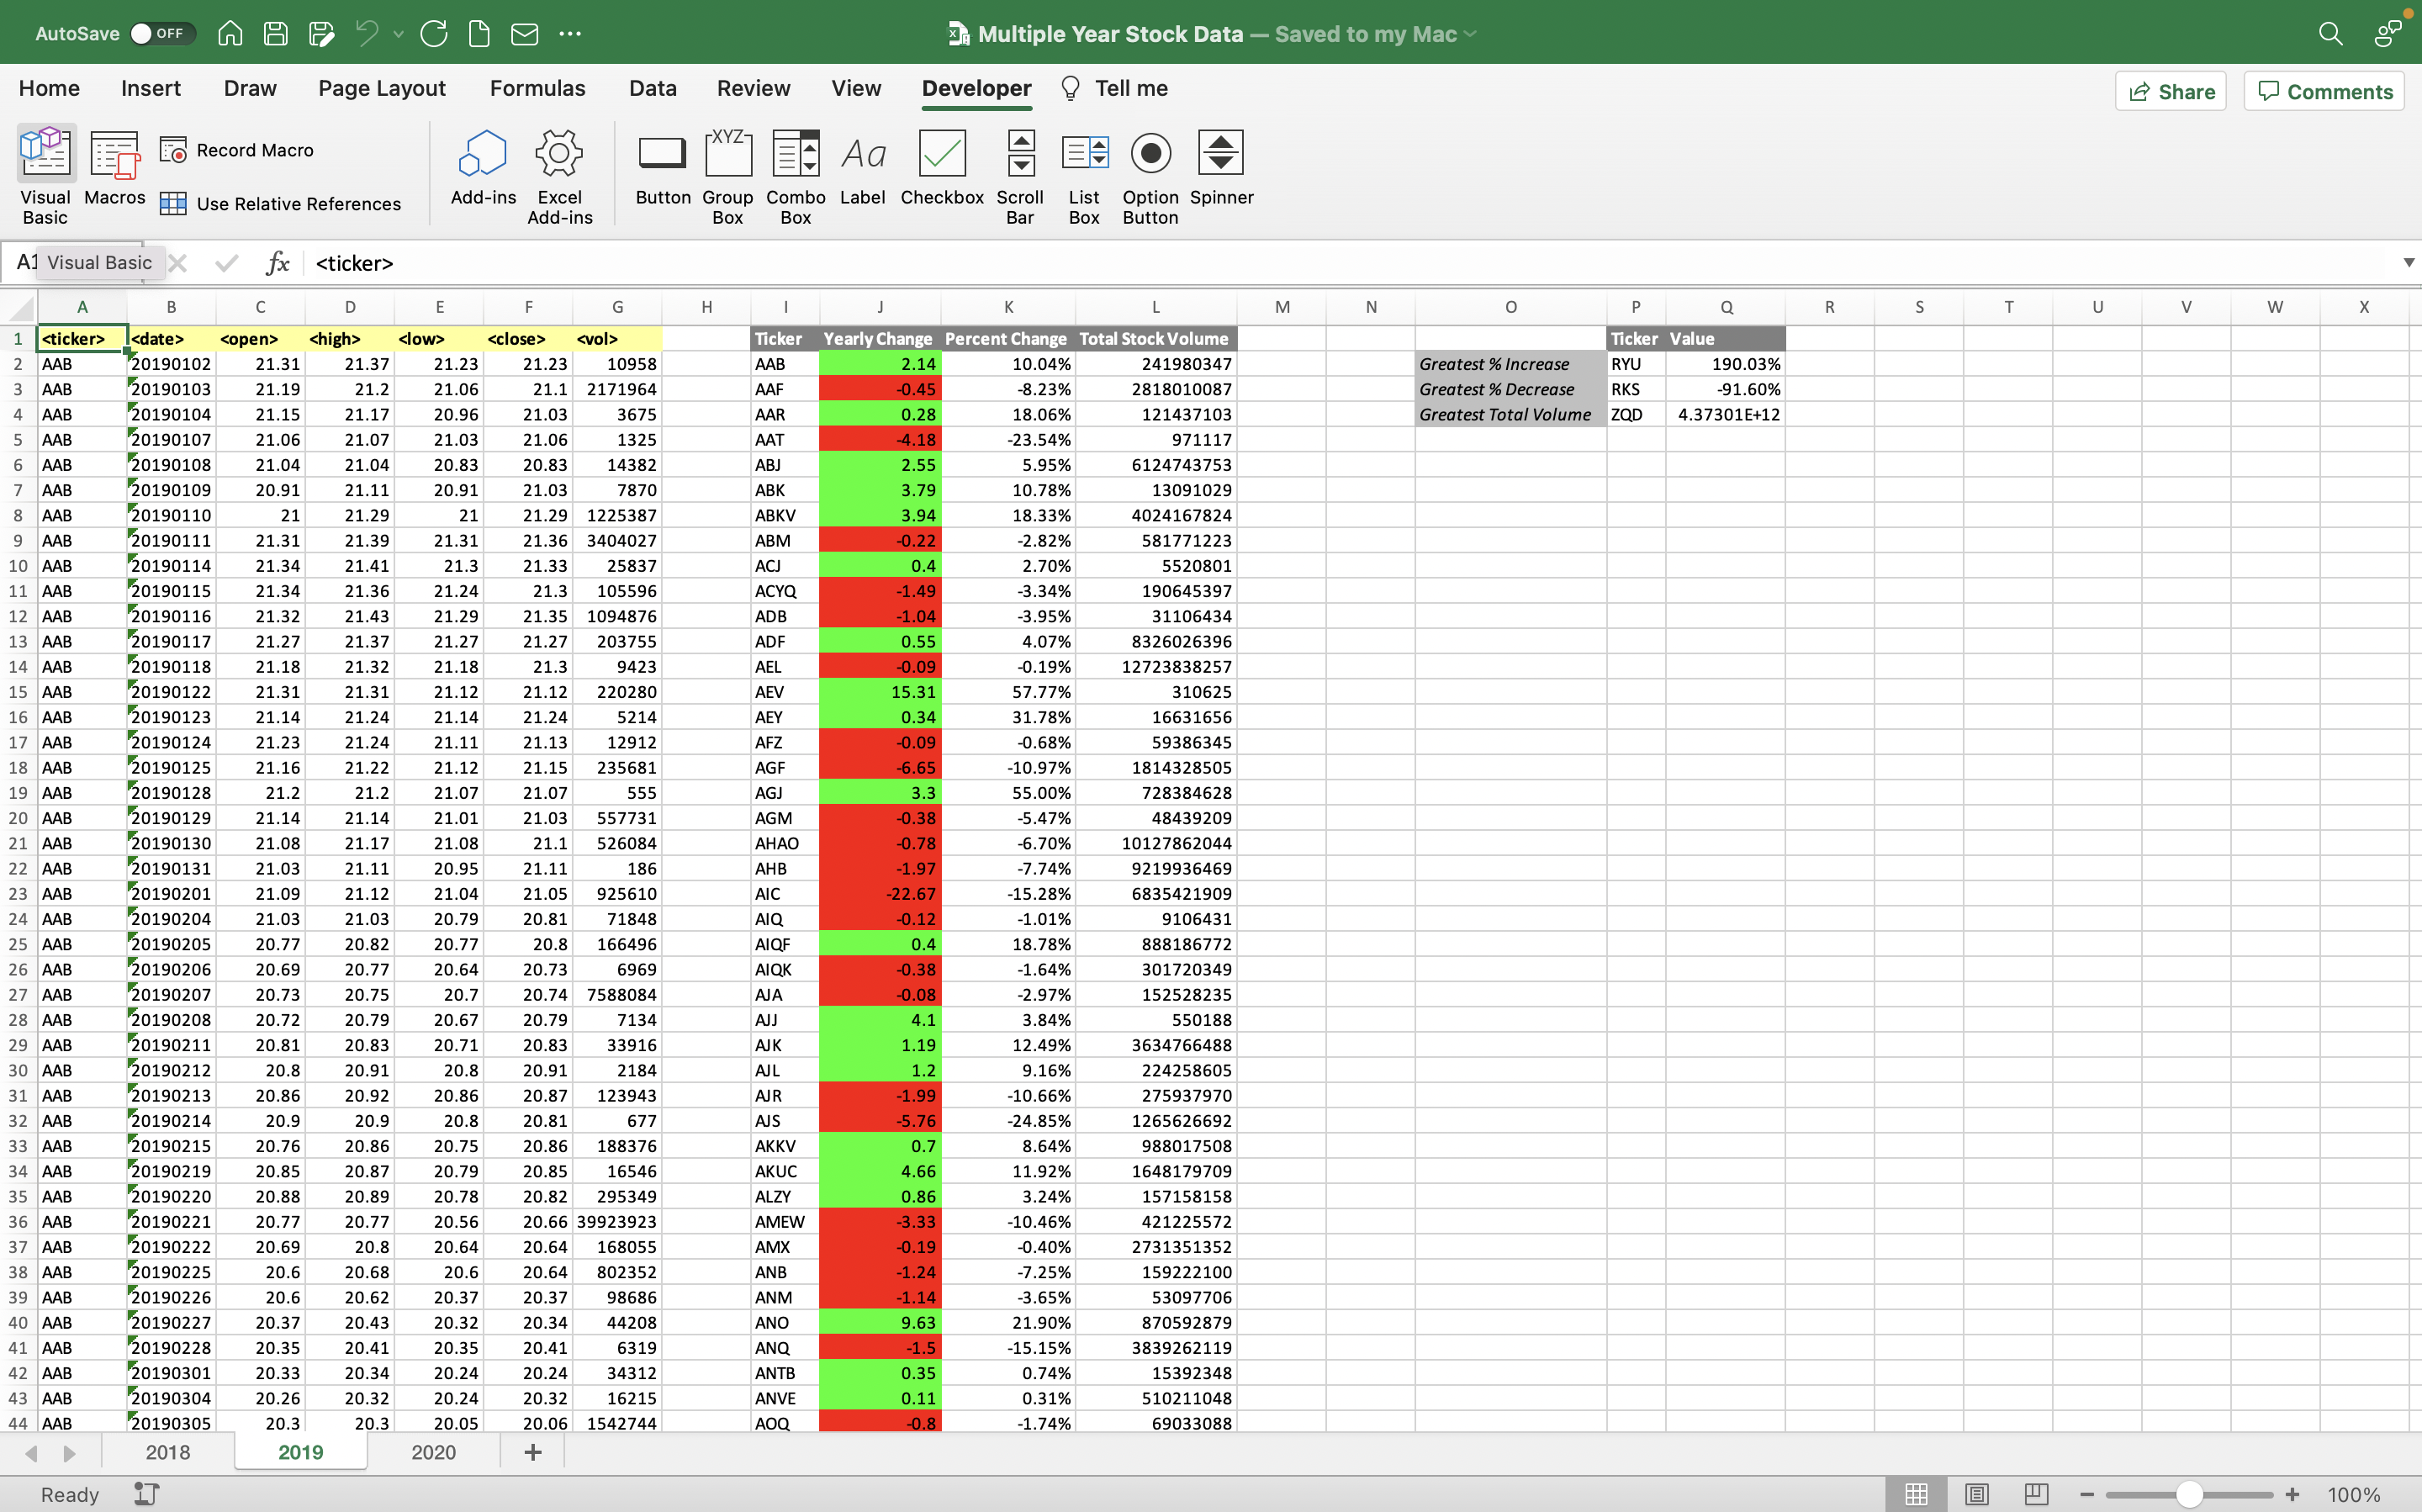 AutoSave OFF Multiple Year Stock Data — Saved to my Mac
Home Insert Draw Page Layout Formulas Data Review View Developer Tell me Share Comments
Visual Basic Macros Record Macro Use Relative References Add-ins Excel Add-ins Button XYZ Group Box Combo Box Aa Label Checkbox Scroll Bar List Box Option Button Spinner
A1 Visual Basic fx <ticker>
A B C D E F G H I J K L M N O P Q R S T U V W X
1 <ticker> <date> <open> <high> <low> <close> <vol> Ticker Yearly Change Percent Change Total Stock Volume Ticker Value
2 AAB 20190102 21.31 21.37 21.23 21.23 10958 AAB 2.14 10.04% 241980347 Greatest % Increase RYU 190.03%
3 AAB 20190103 21.19 21.2 21.06 21.1 2171964 AAF -0.45 -8.23% 2818010087 Greatest % Decrease RKS -91.60%
4 AAB 20190104 21.15 21.17 20.96 21.03 3675 AAR 0.28 18.06% 121437103 Greatest Total Volume ZQD 4.37301E+12
5 AAB 20190107 21.06 21.07 21.03 21.06 1325 AAT -4.18 -23.54% 971117
6 AAB 20190108 21.04 21.04 20.83 20.83 14382 ABJ 2.55 5.95% 6124743753
7 AAB 20190109 20.91 21.11 20.91 21.03 7870 ABK 3.79 10.78% 13091029
8 AAB 20190110 21 21.29 21 21.29 1225387 ABKV 3.94 18.33% 4024167824
9 AAB 20190111 21.31 21.39 21.31 21.36 3404027 ABM -0.22 -2.82% 581771223
10 AAB 20190114 21.34 21.41 21.3 21.33 25837 ACJ 0.4 2.70% 5520801
11 AAB 20190115 21.34 21.36 21.24 21.3 105596 ACYQ -1.49 -3.34% 190645397
12 AAB 20190116 21.32 21.43 21.29 21.35 1094876 ADB -1.04 -3.95% 31106434
13 AAB 20190117 21.27 21.37 21.27 21.27 203755 ADF 0.55 4.07% 8326026396
14 AAB 20190118 21.18 21.32 21.18 21.3 9423 AEL -0.09 -0.19% 12723838257
15 AAB 20190122 21.31 21.31 21.12 21.12 220280 AEV 15.31 57.77% 310625
16 AAB 20190123 21.14 21.24 21.14 21.24 5214 AEY 0.34 31.78% 16631656
17 AAB 20190124 21.23 21.24 21.11 21.13 12912 AFZ -0.09 -0.68% 59386345
18 AAB 20190125 21.16 21.22 21.12 21.15 235681 AGF -6.65 -10.97% 1814328505
19 AAB 20190128 21.2 21.2 21.07 21.07 555 AGJ 3.3 55.00% 728384628
20 AAB 20190129 21.14 21.14 21.01 21.03 557731 AGM -0.38 -5.47% 48439209
21 AAB 20190130 21.08 21.17 21.08 21.1 526084 AHAO -0.78 -6.70% 10127862044
22 AAB 20190131 21.03 21.11 20.95 21.11 186 AHB -1.97 -7.74% 9219936469
23 AAB 20190201 21.09 21.12 21.04 21.05 925610 AIC -22.67 -15.28% 6835421909
24 AAB 20190204 21.03 21.03 20.79 20.81 71848 AIQ -0.12 -1.01% 9106431
25 AAB 20190205 20.77 20.82 20.77 20.8 166496 AIQF 0.4 18.78% 888186772
26 AAB 20190206 20.69 20.77 20.64 20.73 6969 AIQK -0.38 -1.64% 301720349
27 AAB 20190207 20.73 20.75 20.7 20.74 7588084 AJA -0.08 -2.97% 152528235
28 AAB 20190208 20.72 20.79 20.67 20.79 7134 AJJ 4.1 3.84% 550188
29 AAB 20190211 20.81 20.83 20.71 20.83 33916 AJK 1.19 12.49% 3634766488
30 AAB 20190212 20.8 20.91 20.8 20.91 2184 AJL 1.2 9.16% 224258605
31 AAB 20190213 20.86 20.92 20.86 20.87 123943 AJR -1.99 -10.66% 275937970
32 AAB 20190214 20.9 20.9 20.8 20.81 677 AJS -5.76 -24.85% 1265626692
33 AAB 20190215 20.76 20.86 20.75 20.86 188376 AKKV 0.7 8.64% 988017508
34 AAB 20190219 20.85 20.87 20.79 20.85 16546 AKUC 4.66 11.92% 1648179709
35 AAB 20190220 20.88 20.89 20.78 20.82 295349 ALZY 0.86 3.24% 157158158
36 AAB 20190221 20.77 20.77 20.56 20.66 39923923 AMEW -3.33 -10.46% 421225572
37 AAB 20190222 20.69 20.8 20.64 20.64 168055 AMX -0.19 -0.40% 2731351352
38 AAB 20190225 20.6 20.68 20.6 20.64 802352 ANB -1.24 -7.25% 159222100
39 AAB 20190226 20.6 20.62 20.37 20.37 98686 ANM -1.14 -3.65% 53097706
40 AAB 20190227 20.37 20.43 20.32 20.34 44208 ANO 9.63 21.90% 870592879
41 AAB 20190228 20.35 20.41 20.35 20.41 6319 ANQ -1.5 -15.15% 3839262119
42 AAB 20190301 20.33 20.34 20.24 20.24 34312 ANTB 0.35 0.74% 15392348
43 AAB 20190304 20.26 20.32 20.24 20.32 16215 ANVE 0.11 0.31% 510211048
44 AAB 20190305 20.3 20.3 20.05 20.06 1542744 AOQ -0.8 -1.74% 69033088
2018 2019 2020 +
Ready 100%